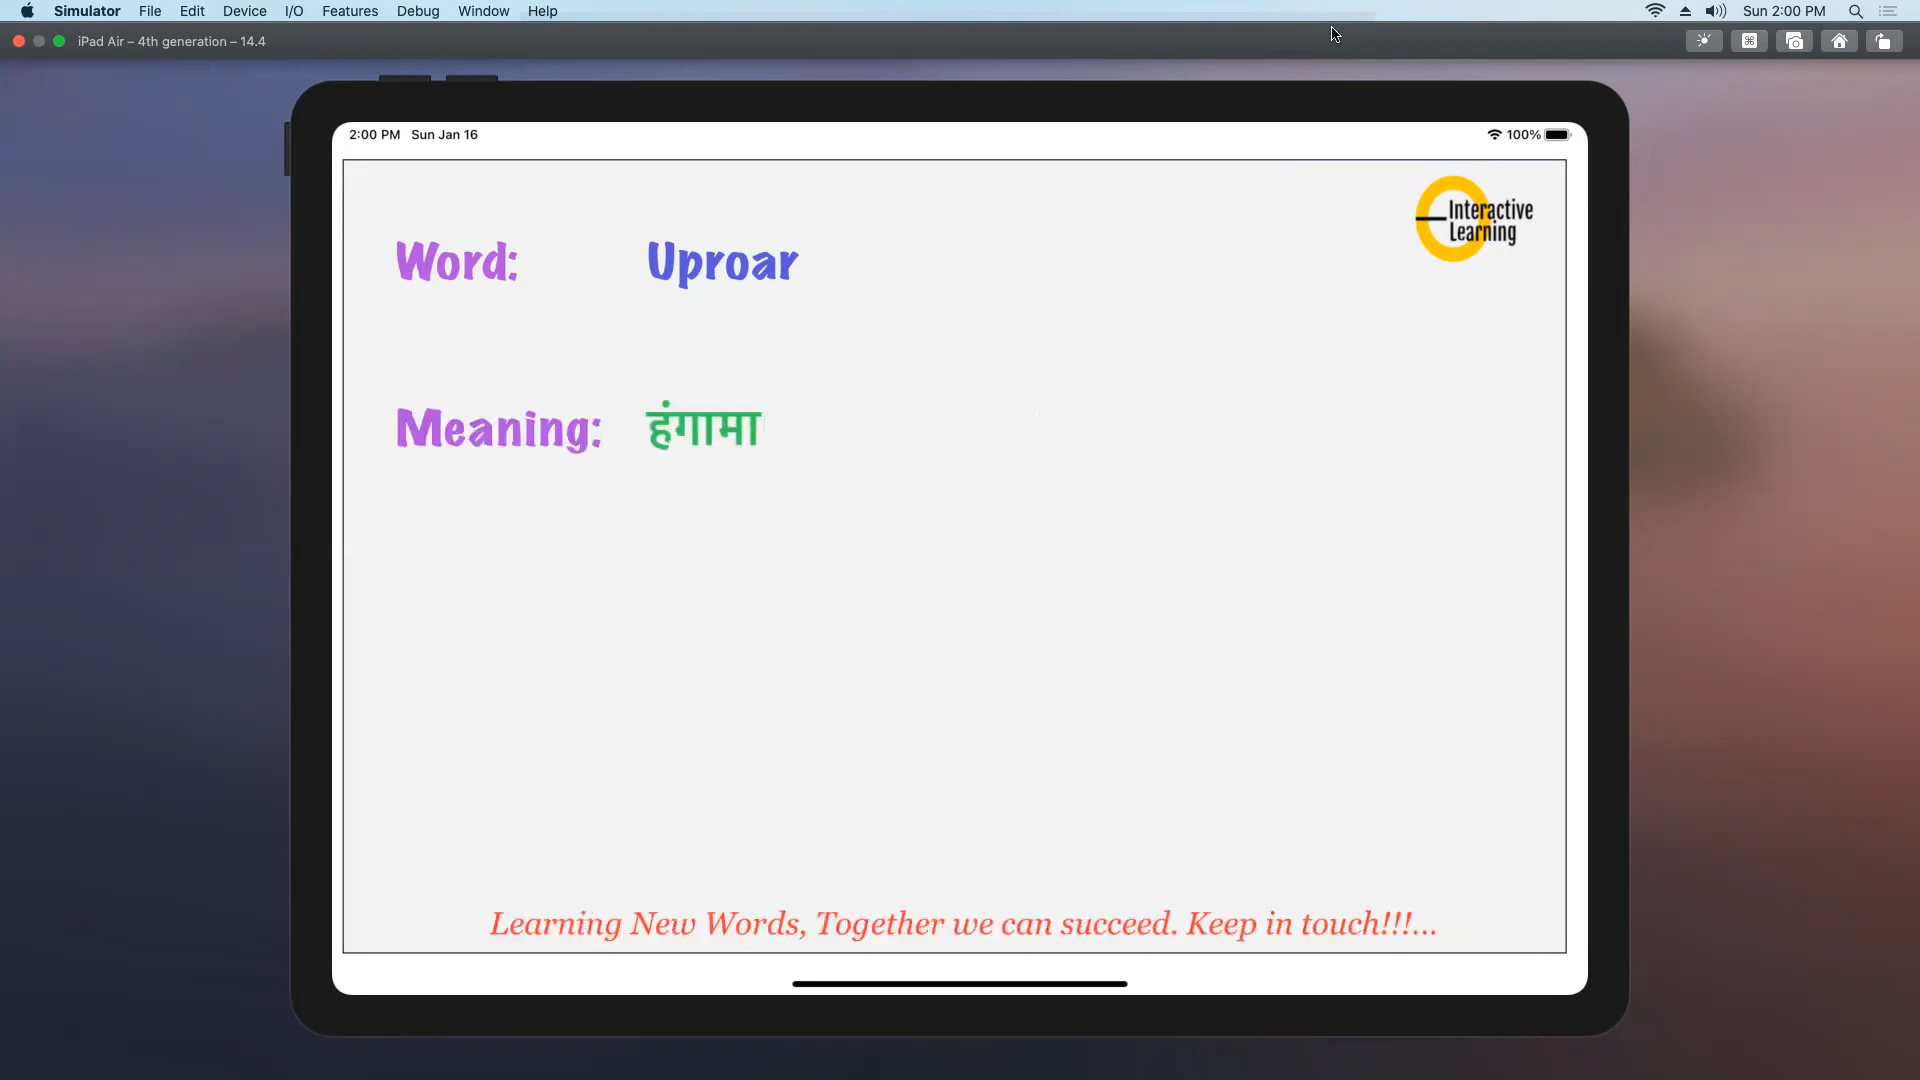 Simulator File Edit Device I/O Features Debug Window Help Sun 2:00 PM
iPad Air – 4th generation – 14.4
2:00 PM Sun Jan 16 100%
Interactive
Learning
Word: Uproar
Meaning: हंगामा
Learning New Words, Together we can succeed. Keep in touch!!!...